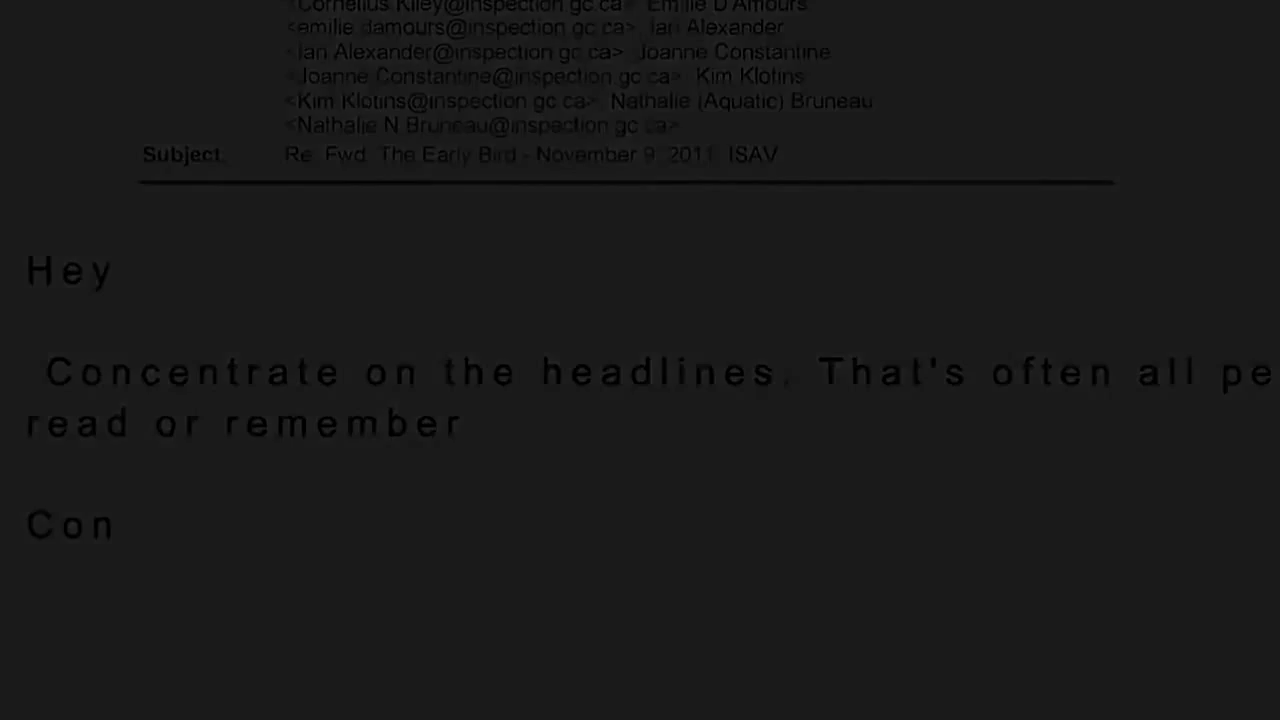 <Cornelius Kiley@inspection gc ca>, Emilie D'Amours
<emilie damours@inspection gc ca>, Ian Alexander
<Ian Alexander@inspection gc ca>, Joanne Constantine
<Joanne Constantine@inspection gc ca>, Kim Klotins
<Kim Klotins@inspection gc ca>, Nathalie (Aquatic) Bruneau
<Nathalie N Bruneau@inspection gc ca>
Subject: Re: Fwd: The Early Bird - November 9, 2011: ISAV
Hey
Concentrate on the headlines. That's often all pe
read or remember
Con